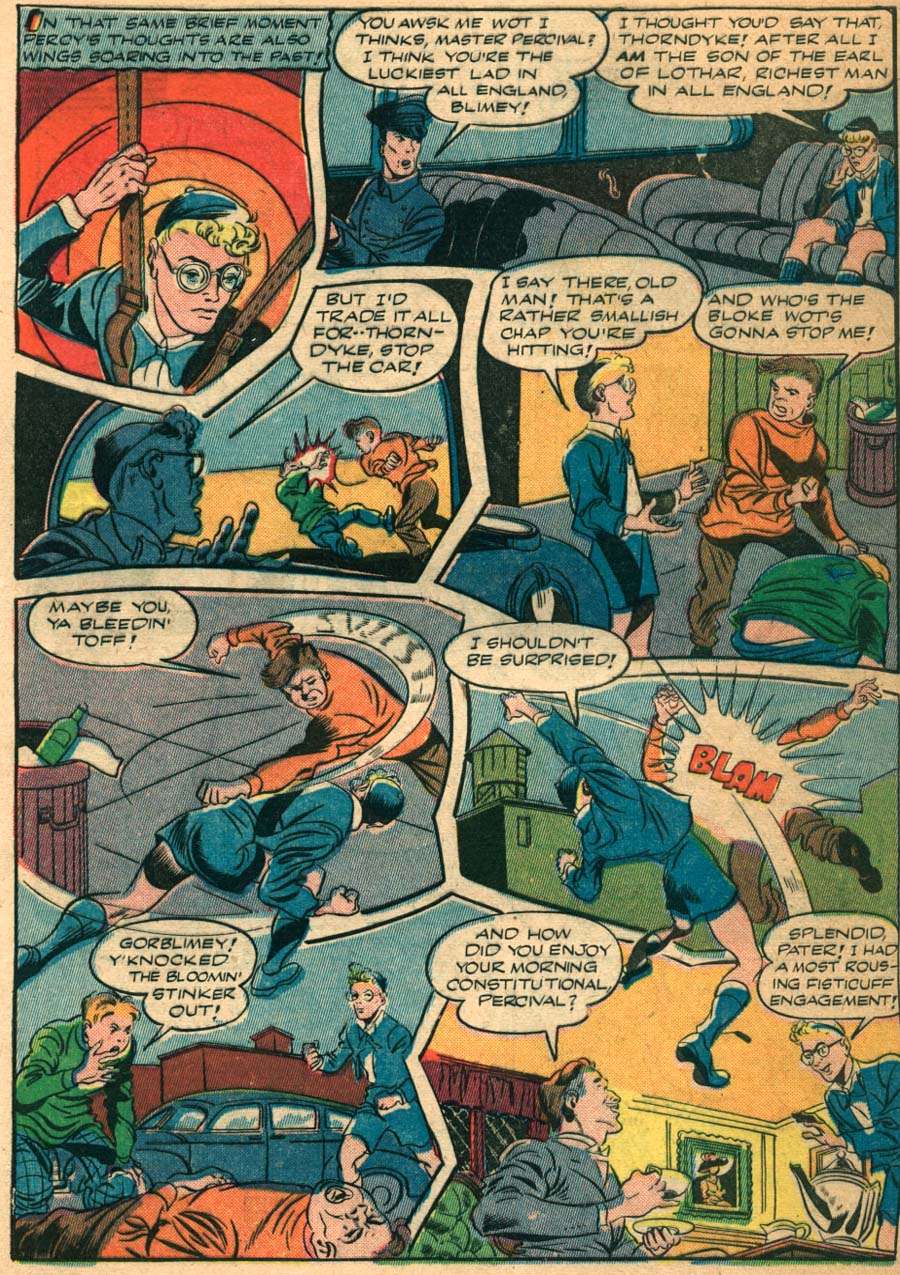 IN THAT SAME BRIEF MOMENT
PERCY'S THOUGHTS ARE ALSO
WINGS SOARING INTO THE PAST!
YOU AWSK ME WOT I
THINKS, MASTER PERCIVAL?
I THINK YOU'RE THE
LUCKIEST LAD IN
ALL ENGLAND,
BLIMEY!
I THOUGHT YOU'D SAY THAT,
THORNDYKE! AFTER ALL I
AM THE SON OF THE EARL
OF LOTHAR, RICHEST MAN
IN ALL ENGLAND!
BUT I'D
TRADE IT ALL
FOR--THORN-
DYKE, STOP
THE CAR!
I SAY THERE, OLD
MAN! THAT'S A
RATHER SMALLISH
CHAP YOU'RE
HITTING!
AND WHO'S THE
BLOKE WOT'S
GONNA STOP ME!
MAYBE YOU,
YA BLEEDIN'
TOFF!
SWISS
I SHOULDN'T
BE SURPRISED!
BLAM
GORBLIMEY!
Y'KNOCKED
THE BLOOMIN'
STINKER
OUT!
AND HOW
DID YOU ENJOY
YOUR MORNING
CONSTITUTIONAL,
PERCIVAL?
SPLENDID,
PATER! I HAD
A MOST ROUS-
ING FISTICUFF
ENGAGEMENT!